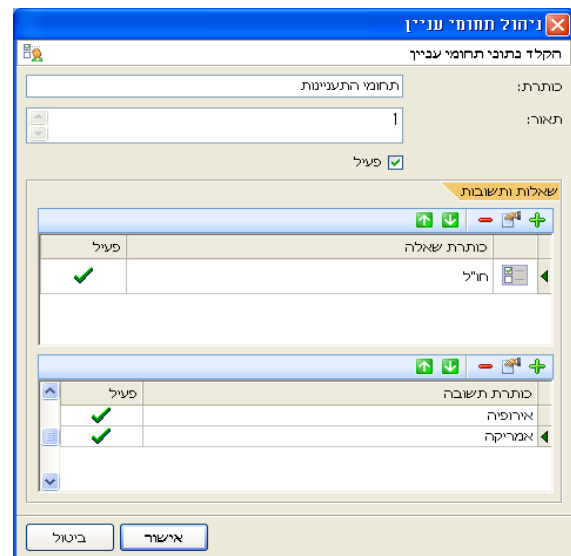 ניהול תחומי עניין
הקלד נתוני תחומי עניין
כותרת: תחומי התעניינות
תאור: 1
פעיל
שאלות ותשובות
כותרת שאלה פעיל
חו"ל
כותרת תשובה פעיל
אירופיה
אמריקה
אישור ביטול